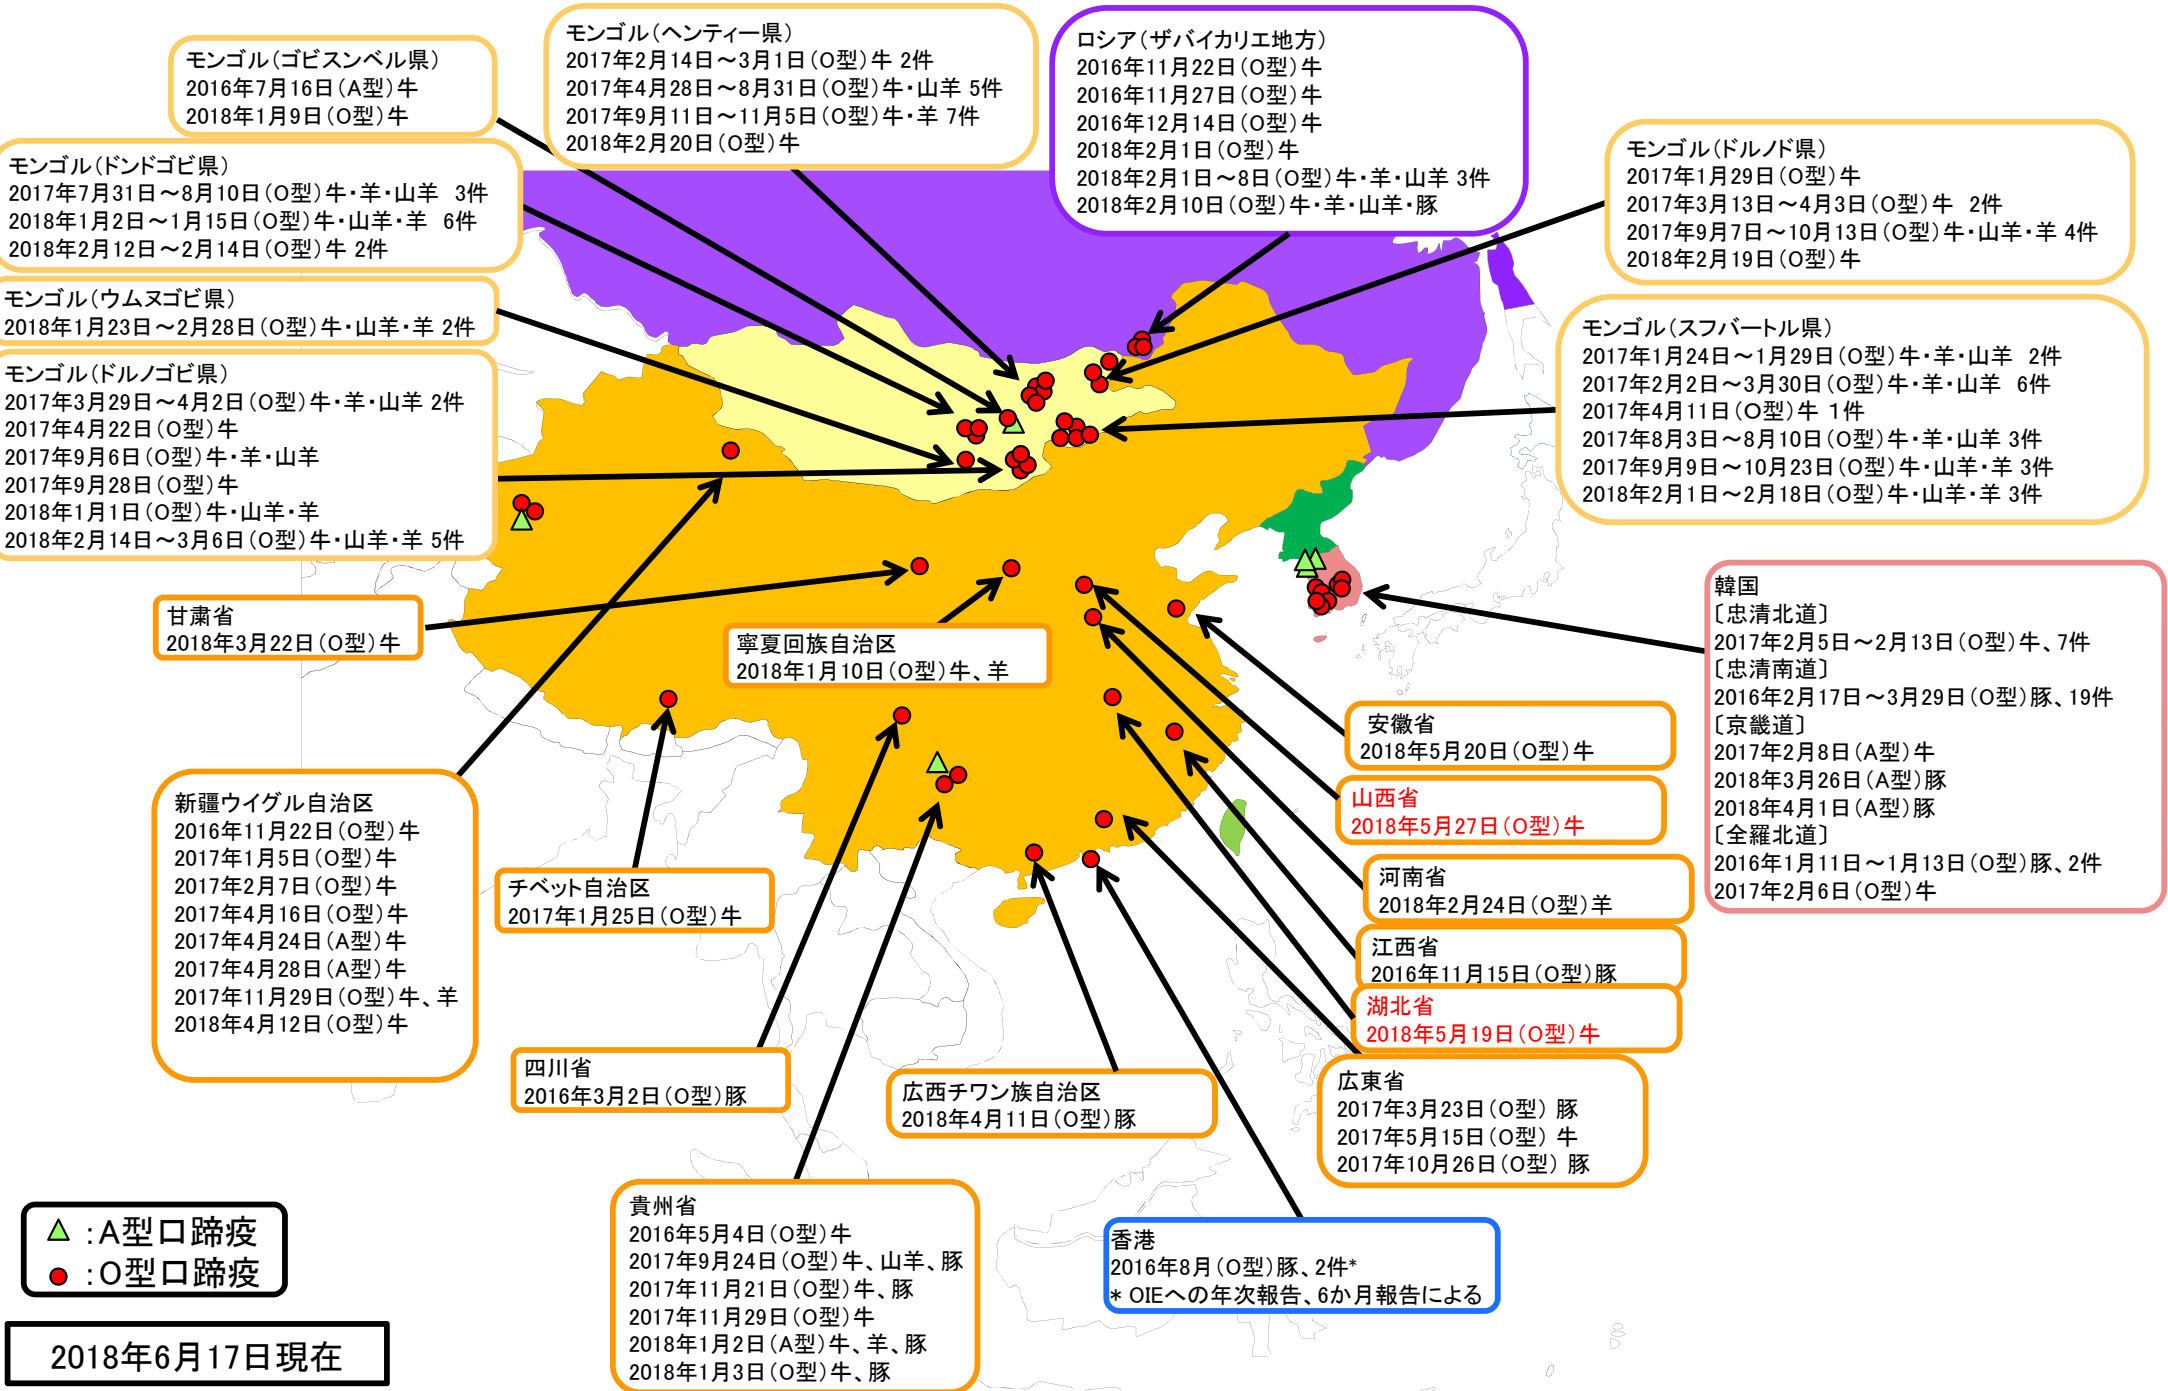 モンゴル（ゴビスンベル県）
2016年7月16日（A型）牛
2018年1月9日（O型）牛
モンゴル（ヘンティー県）
2017年2月14日～3月1日（O型）牛 2件
2017年4月28日～8月31日（O型）牛・山羊 5件
2017年9月11日～11月5日（O型）牛・羊 7件
2018年2月20日（O型）牛
ロシア（ザバイカリエ地方）
2016年11月22日（O型）牛
2016年11月27日（O型）牛
2016年12月14日（O型）牛
2018年2月1日（O型）牛
2018年2月1日～8日（O型）牛・羊・山羊 3件
2018年2月10日（O型）牛・羊・山羊・豚
モンゴル（ドルノド県）
2017年1月29日（O型）牛
2017年3月13日～4月3日（O型）牛 2件
2017年9月7日～10月13日（O型）牛・山羊・羊 4件
2018年2月19日（O型）牛
モンゴル（ドンドゴビ県）
2017年7月31日～8月10日（O型）牛・羊・山羊 3件
2018年1月2日～1月15日（O型）牛・山羊・羊 6件
2018年2月12日～2月14日（O型）牛 2件
モンゴル（ウムヌゴビ県）
2018年1月23日～2月28日（O型）牛・山羊・羊 2件
モンゴル（スフバートル県）
2017年1月24日～1月29日（O型）牛・羊・山羊 2件
2017年2月2日～3月30日（O型）牛・羊・山羊 6件
2017年4月11日（O型）牛 1件
2017年8月3日～8月10日（O型）牛・羊・山羊 3件
2017年9月9日～10月23日（O型）牛・山羊・羊 3件
2018年2月1日～2月18日（O型）牛・山羊・羊 3件
モンゴル（ドルノゴビ県）
2017年3月29日～4月2日（O型）牛・羊・山羊 2件
2017年4月22日（O型）牛
2017年9月6日（O型）牛・羊・山羊
2017年9月28日（O型）牛
2018年1月1日（O型）牛・山羊・羊
2018年2月14日～3月6日（O型）牛・山羊・羊 5件
甘粛省
2018年3月22日（O型）牛
寧夏回族自治区
2018年1月10日（O型）牛、羊
韓国
〔忠清北道〕
2017年2月5日～2月13日（O型）牛、7件
〔忠清南道〕
2016年2月17日～3月29日（O型）豚、19件
〔京畿道〕
2017年2月8日（A型）牛
2018年3月26日（A型）豚
2018年4月1日（A型）豚
〔全羅北道〕
2016年1月11日～1月13日（O型）豚、2件
2017年2月6日（O型）牛
安徽省
2018年5月20日（O型）牛
山西省
2018年5月27日（O型）牛
河南省
2018年2月24日（O型）羊
江西省
2016年11月15日（O型）豚
湖北省
2018年5月19日（O型）牛
新疆ウイグル自治区
2016年11月22日（O型）牛
2017年1月5日（O型）牛
2017年2月7日（O型）牛
2017年4月16日（O型）牛
2017年4月24日（A型）牛
2017年4月28日（A型）牛
2017年11月29日（O型）牛、羊
2018年4月12日（O型）牛
チベット自治区
2017年1月25日（O型）牛
四川省
2016年3月2日（O型）豚
広西チワン族自治区
2018年4月11日（O型）豚
広東省
2017年3月23日（O型） 豚
2017年5月15日（O型） 牛
2017年10月26日（O型） 豚
貴州省
2016年5月4日（O型）牛
2017年9月24日（O型）牛、山羊、豚
2017年11月21日（O型）牛、豚
2017年11月29日（O型）牛
2018年1月2日（A型）牛、羊、豚
2018年1月3日（O型）牛、豚
香港
2016年8月（O型）豚、2件*
* OIEへの年次報告、6か月報告による
：A型口蹄疫
：O型口蹄疫
2018年6月17日現在